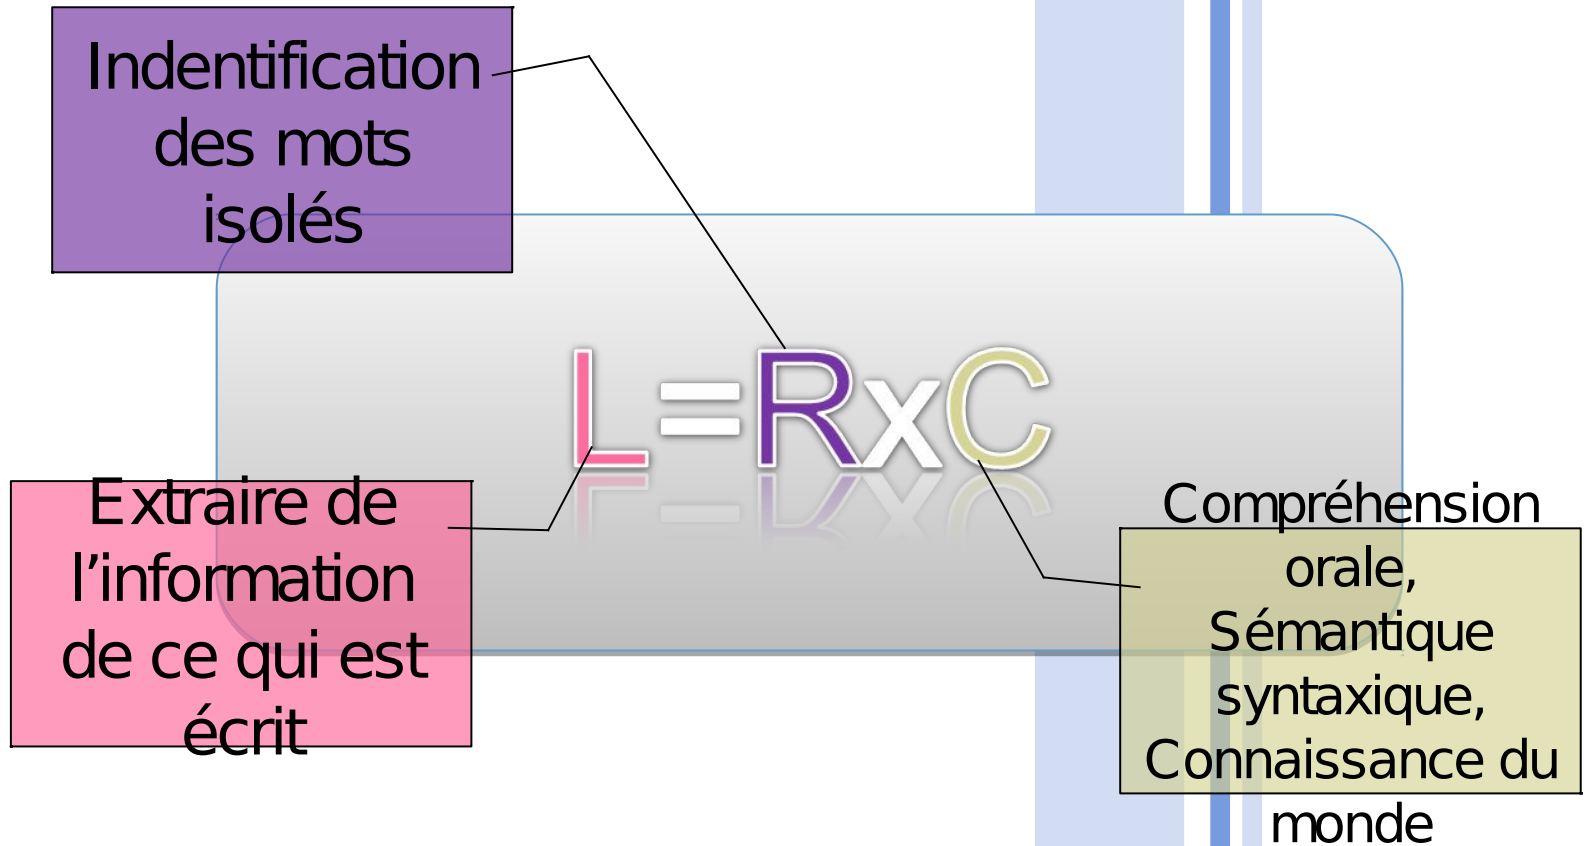 Indentification
des mots
isolés
L=RxC
Extraire de
l’information
de ce qui est
écrit
Compréhension
orale,
Sémantique
syntaxique,
Connaissance du
monde